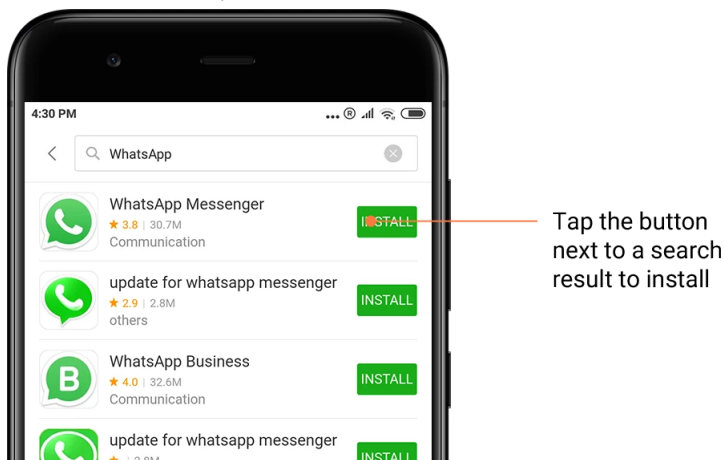 4:30 PM
WhatsApp
WhatsApp Messenger
3.8 | 30.7M
Communication
INSTALL
Tap the button
next to a search
result to install
update for whatsapp messenger
2.9 | 2.8M
others
INSTALL
WhatsApp Business
4.0 | 32.6M
Communication
INSTALL
update for whatsapp messenger
INSTALL